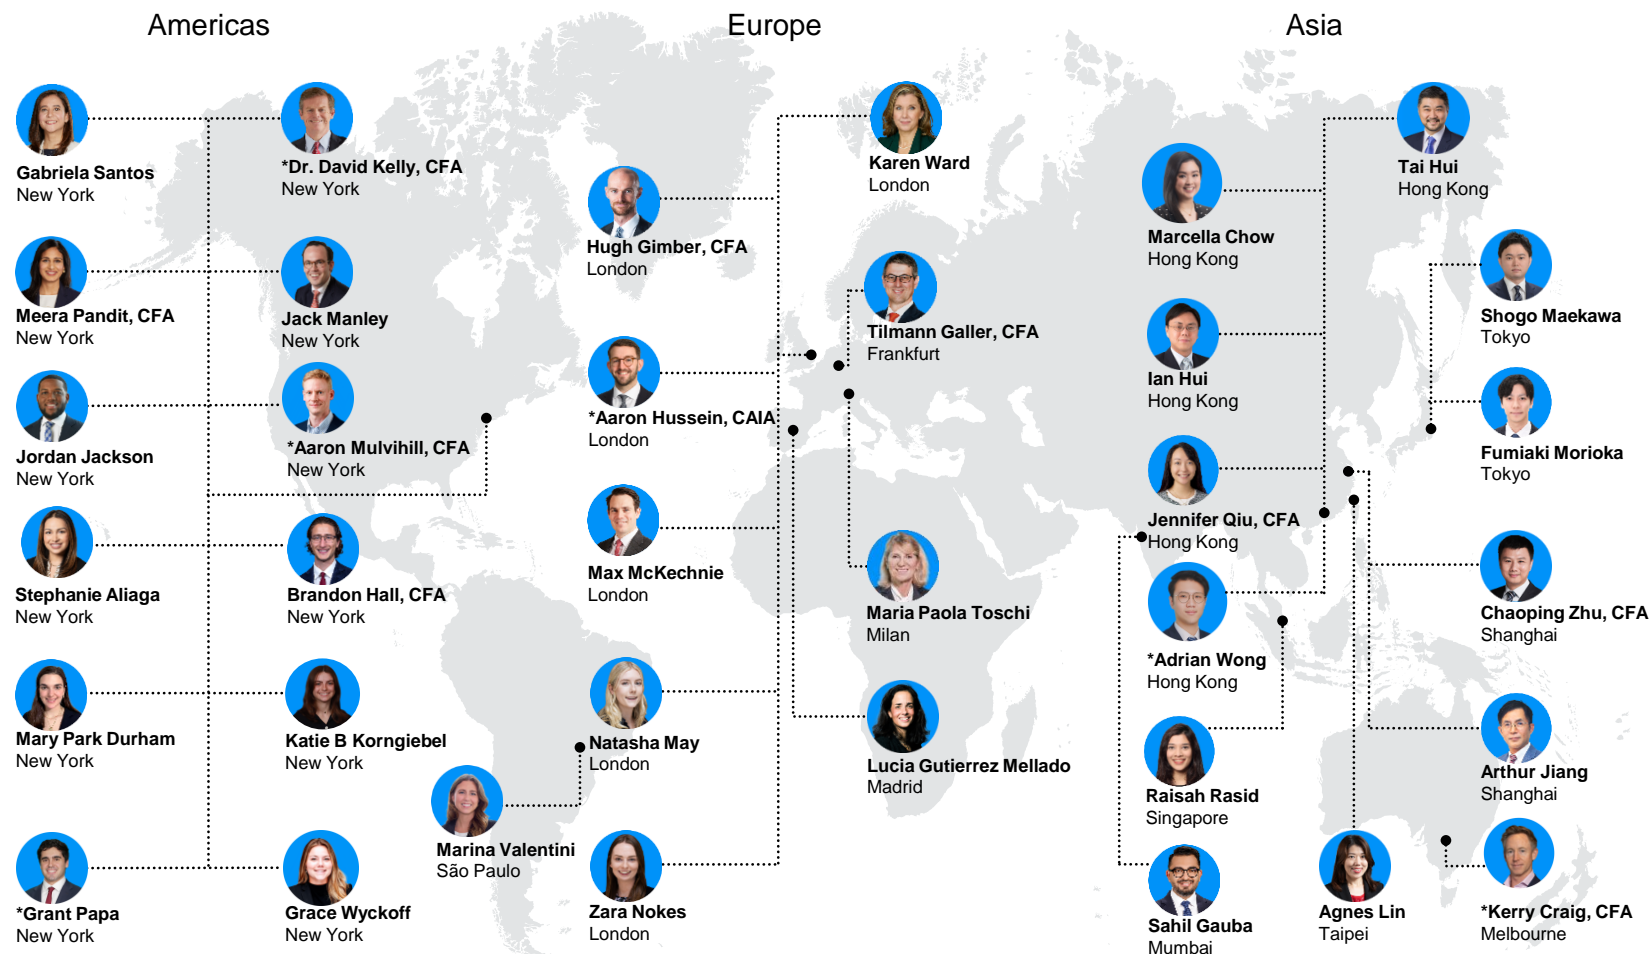 Americas
Europe
Asia
Gabriela Santos
New York
*Dr. David Kelly, CFA
New York
Meera Pandit, CFA
New York
Jack Manley
New York
Jordan Jackson
New York
*Aaron Mulvihill, CFA
New York
Stephanie Aliaga
New York
Brandon Hall, CFA
New York
Mary Park Durham
New York
Katie B Korngiebel
New York
*Grant Papa
New York
Grace Wyckoff
New York
Marina Valentini
São Paulo
Karen Ward
London
Hugh Gimber, CFA
London
Tilmann Galler, CFA
Frankfurt
*Aaron Hussein, CAIA
London
Max McKechnie
London
Maria Paola Toschi
Milan
Natasha May
London
Lucia Gutierrez Mellado
Madrid
Zara Nokes
London
Tai Hui
Hong Kong
Marcella Chow
Hong Kong
Shogo Maekawa
Tokyo
Ian Hui
Hong Kong
Fumiaki Morioka
Tokyo
Jennifer Qiu, CFA
Hong Kong
Chaoping Zhu, CFA
Shanghai
*Adrian Wong
Hong Kong
Arthur Jiang
Shanghai
Raisah Rasid
Singapore
Sahil Gauba
Mumbai
Agnes Lin
Taipei
*Kerry Craig, CFA
Melbourne